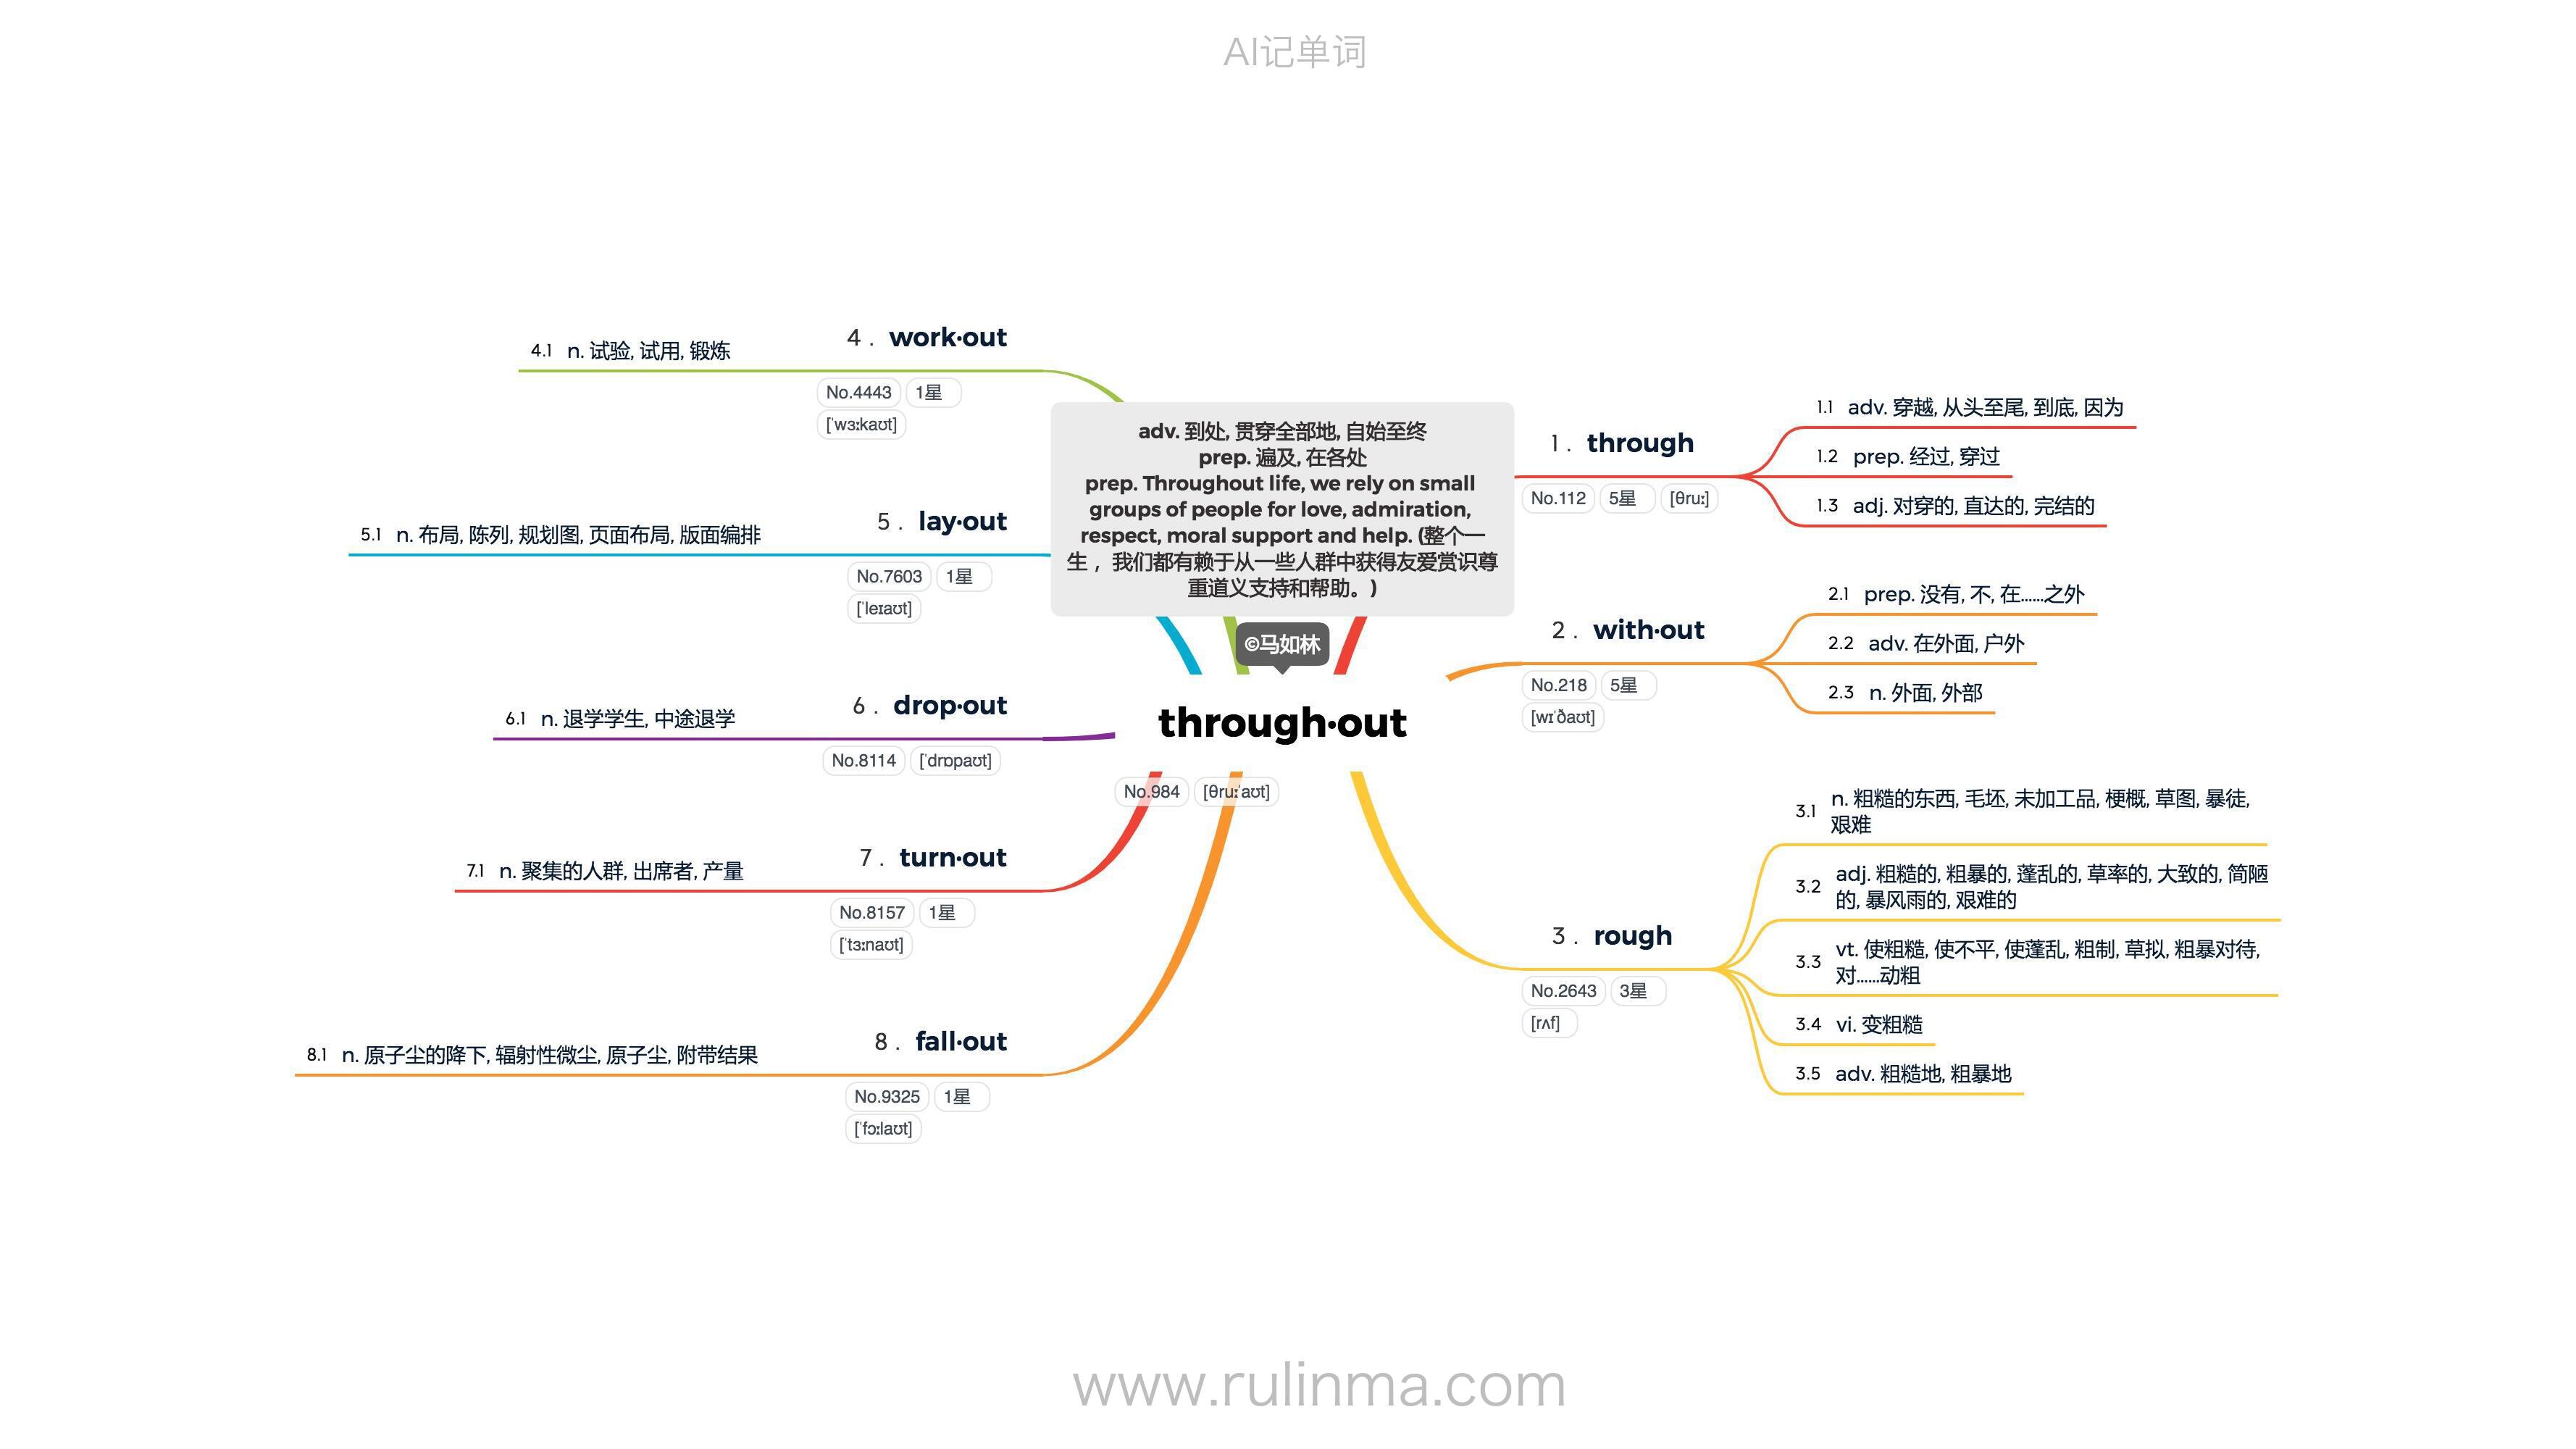 AI记单词
adv. 到处, 贯穿全部地, 自始至终
prep. 遍及, 在各处
prep. Throughout life, we rely on small
groups of people for love, admiration,
respect, moral support and help. (整个一
生， 我们都有赖于从一些人群中获得友爱赏识尊
重道义支持和帮助。)
©马如林
through·out
No.984 [θruːˈaʊt]
1 . through
No.112 5星 [θruː]
1.1 adv. 穿越, 从头至尾, 到底, 因为
1.2 prep. 经过, 穿过
1.3 adj. 对穿的, 直达的, 完结的
2 . with·out
No.218 5星
[wɪˈðaʊt]
2.1 prep. 没有, 不, 在……之外
2.2 adv. 在外面, 户外
2.3 n. 外面, 外部
3 . rough
No.2643 3星
[rʌf]
3.1 n. 粗糙的东西, 毛坯, 未加工品, 梗概, 草图, 暴徒,
艰难
3.2 adj. 粗糙的, 粗暴的, 蓬乱的, 草率的, 大致的, 简陋
的, 暴风雨的, 艰难的
3.3 vt. 使粗糙, 使不平, 使蓬乱, 粗制, 草拟, 粗暴对待,
对……动粗
3.4 vi. 变粗糙
3.5 adv. 粗糙地, 粗暴地
4 . work·out
No.4443 1星
[ˈwɜːkaʊt]
4.1 n. 试验, 试用, 锻炼
5 . lay·out
No.7603 1星
[ˈleɪaʊt]
5.1 n. 布局, 陈列, 规划图, 页面布局, 版面编排
6 . drop·out
No.8114 [ˈdrɒpaʊt]
6.1 n. 退学学生, 中途退学
7 . turn·out
No.8157 1星
[ˈtɜːnaʊt]
7.1 n. 聚集的人群, 出席者, 产量
8 . fall·out
No.9325 1星
[ˈfɔːlaʊt]
8.1 n. 原子尘的降下, 辐射性微尘, 原子尘, 附带结果
www.rulinma.com